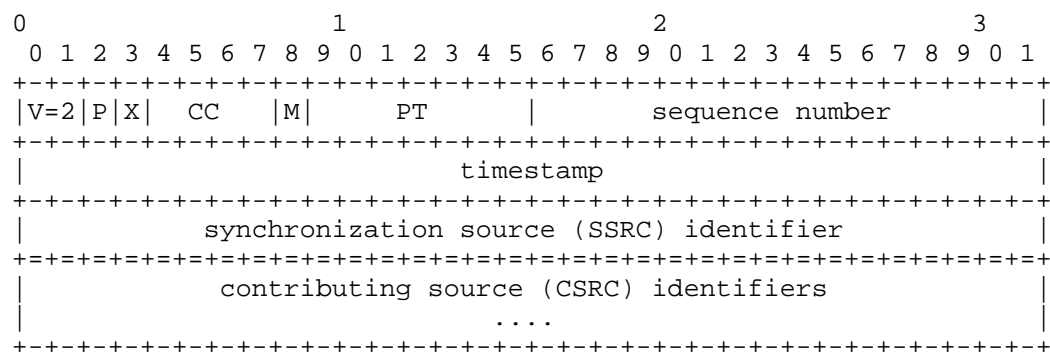 0                   1                   2                   3
 0 1 2 3 4 5 6 7 8 9 0 1 2 3 4 5 6 7 8 9 0 1 2 3 4 5 6 7 8 9 0 1
+-+-+-+-+-+-+-+-+-+-+-+-+-+-+-+-+-+-+-+-+-+-+-+-+-+-+-+-+-+-+-+-+
|V=2|P|X|  CC   |M|     PT      |       sequence number         |
+-+-+-+-+-+-+-+-+-+-+-+-+-+-+-+-+-+-+-+-+-+-+-+-+-+-+-+-+-+-+-+-+
|                           timestamp                           |
+-+-+-+-+-+-+-+-+-+-+-+-+-+-+-+-+-+-+-+-+-+-+-+-+-+-+-+-+-+-+-+-+
|           synchronization source (SSRC) identifier            |
+=+=+=+=+=+=+=+=+=+=+=+=+=+=+=+=+=+=+=+=+=+=+=+=+=+=+=+=+=+=+=+=+
|            contributing source (CSRC) identifiers             |
|                             ....                              |
+-+-+-+-+-+-+-+-+-+-+-+-+-+-+-+-+-+-+-+-+-+-+-+-+-+-+-+-+-+-+-+-+